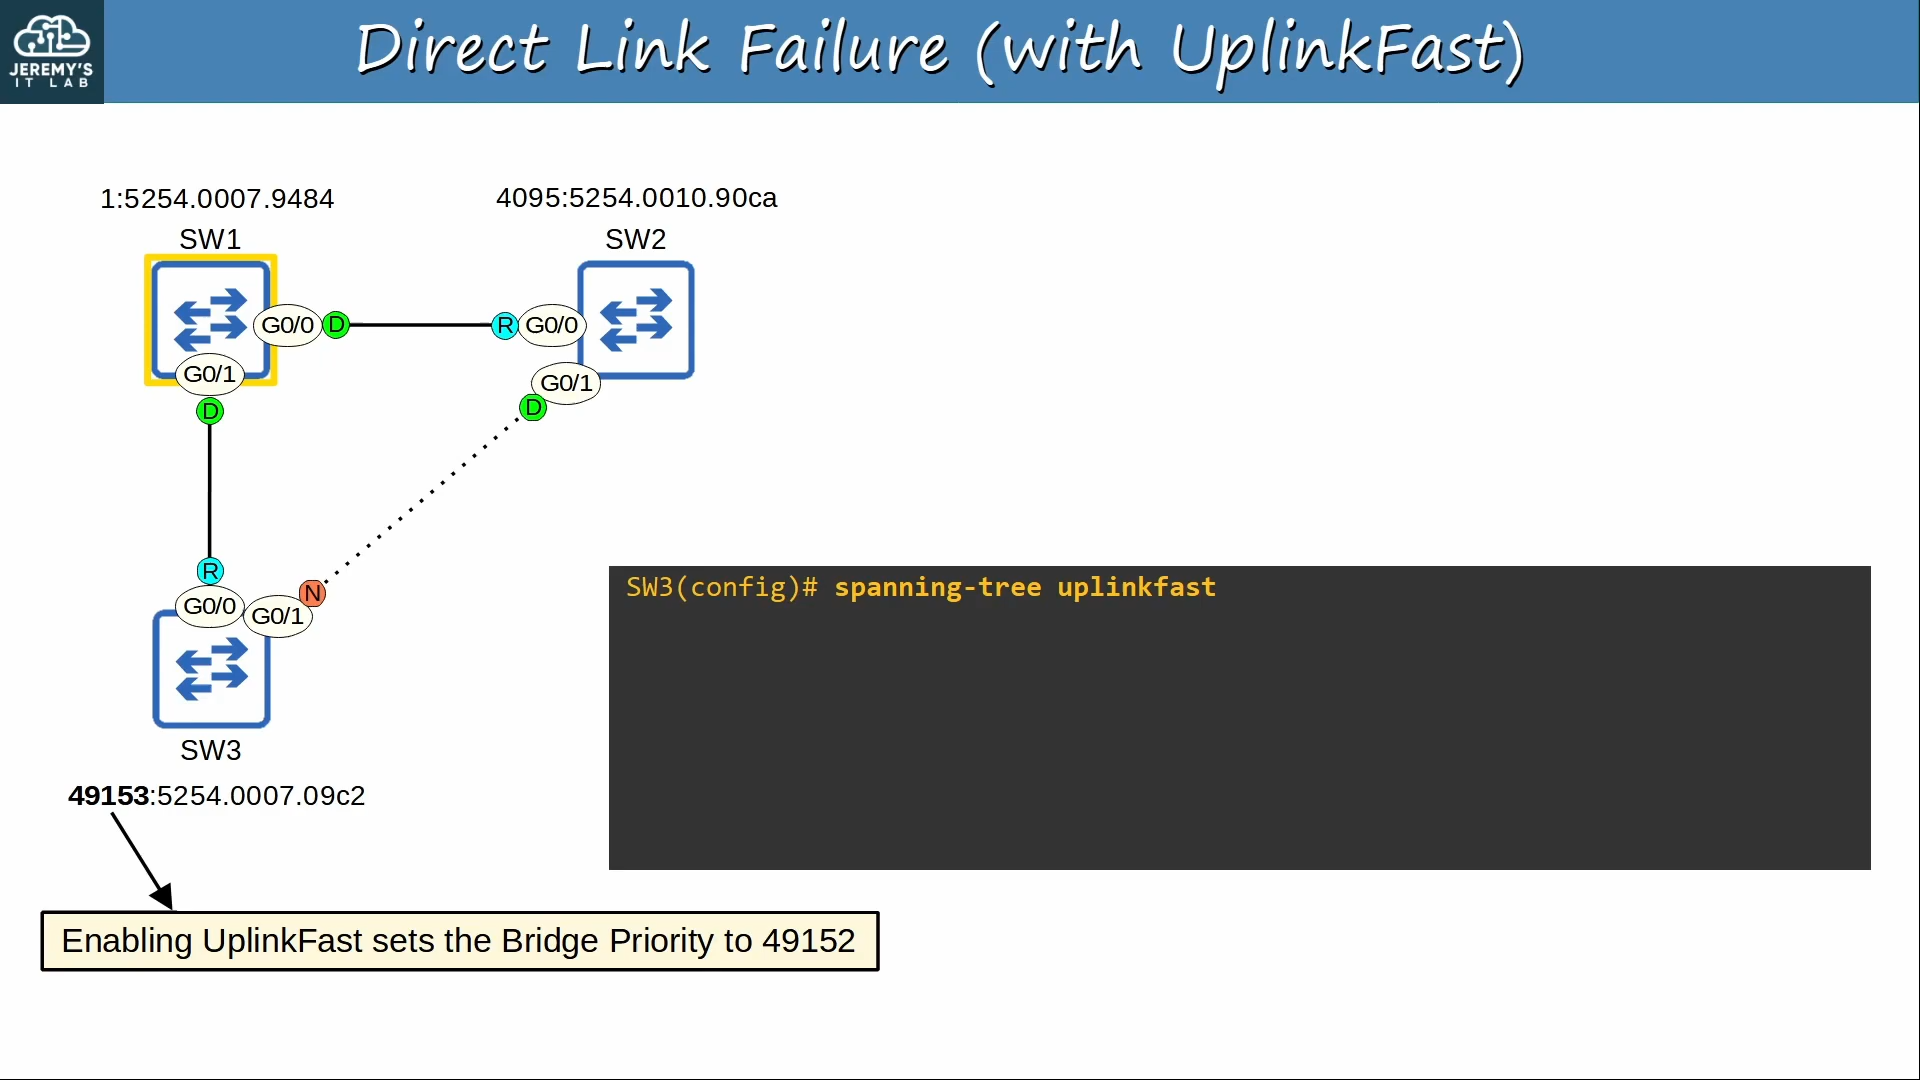 JEREMY'S
IT LAB
Direct Link Failure (with UplinkFast)
1:5254.0007.9484
4095:5254.0010.90ca
SW1
SW2
G0/0
D
R
G0/0
G0/1
D
G0/1
D
R
N
G0/0
G0/1
SW3
49153:5254.0007.09c2
SW3(config)# spanning-tree uplinkfast
Enabling UplinkFast sets the Bridge Priority to 49152